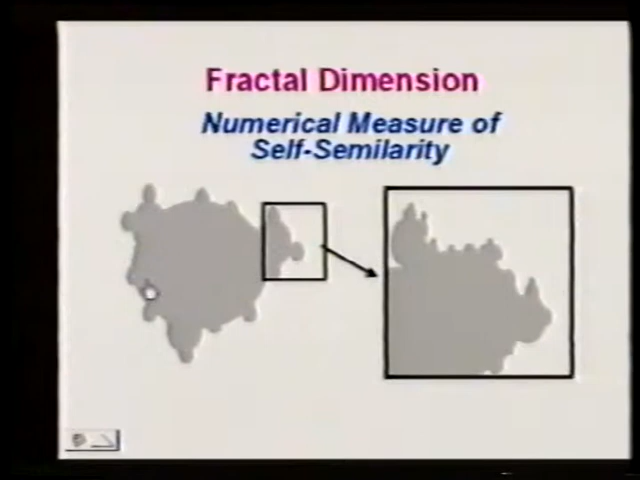 Fractal Dimension
Numerical Measure of
Self-Semilarity